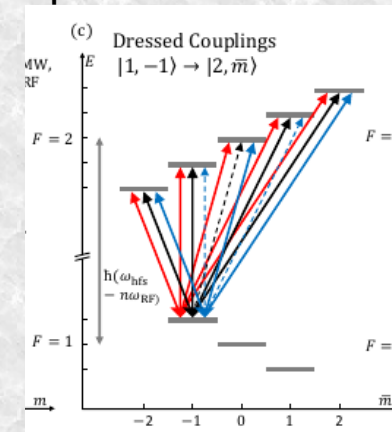 (c)
Dressed Couplings
|1, −1⟩ → |2, m̄⟩
MW,
RF
E
F = 2
F =
ħ(ω_hfs
− nω_RF)
F = 1
F =
m
−2 −1 0 1 2
m̄